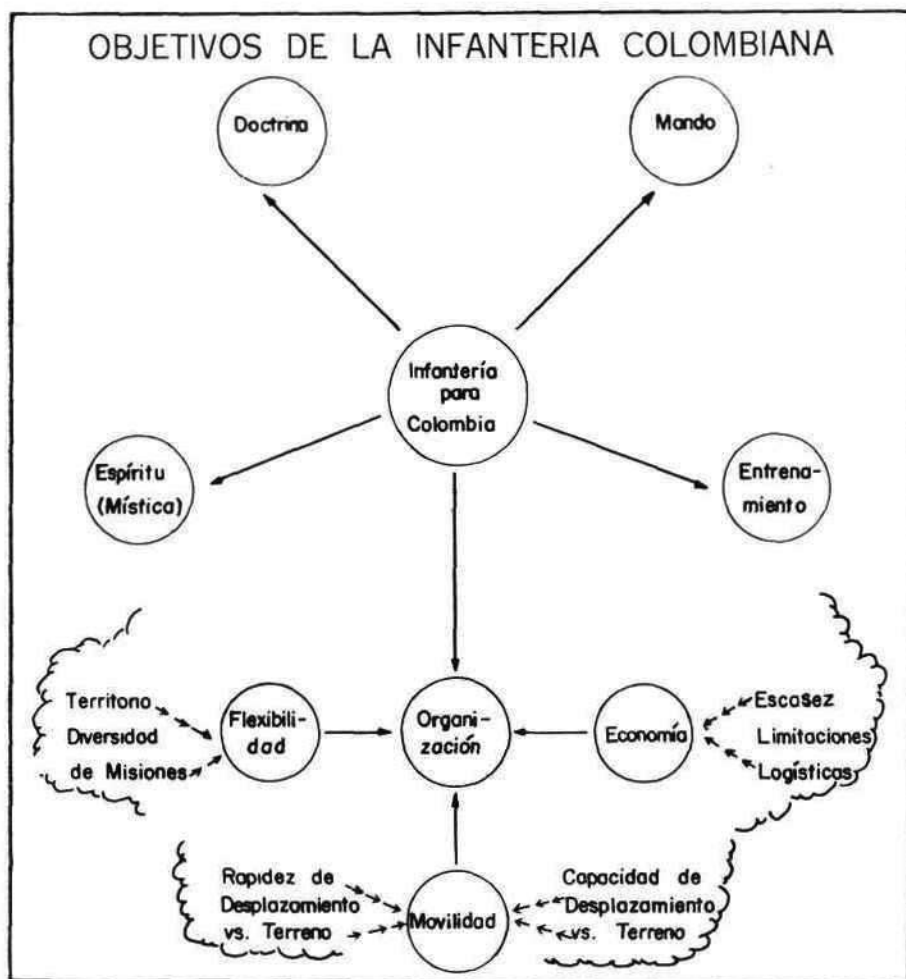 OBJETIVOS DE LA INFANTERIA COLOMBIANA
Doctrina
Mando
Infantería
para
Colombia
Espíritu
(Mística)
Entrena-
miento
Territorio
Diversidad
de Misiones
Flexibili-
dad
Organi-
zación
Economía
Escasez
Limitaciones
Logísticas
Rapidez de
Desplazamiento
vs. Terreno
Movilidad
Capacidad de
Desplazamiento
vs. Terreno